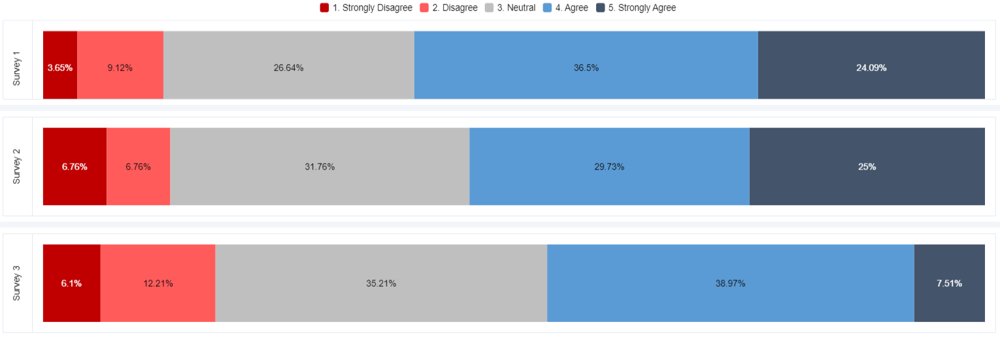 1. Strongly Disagree 2. Disagree 3. Neutral 4. Agree 5. Strongly Agree
Survey 1
3.65% 9.12% 26.64% 36.5% 24.09%
Survey 2
6.76% 6.76% 31.76% 29.73% 25%
Survey 3
6.1% 12.21% 35.21% 38.97% 7.51%